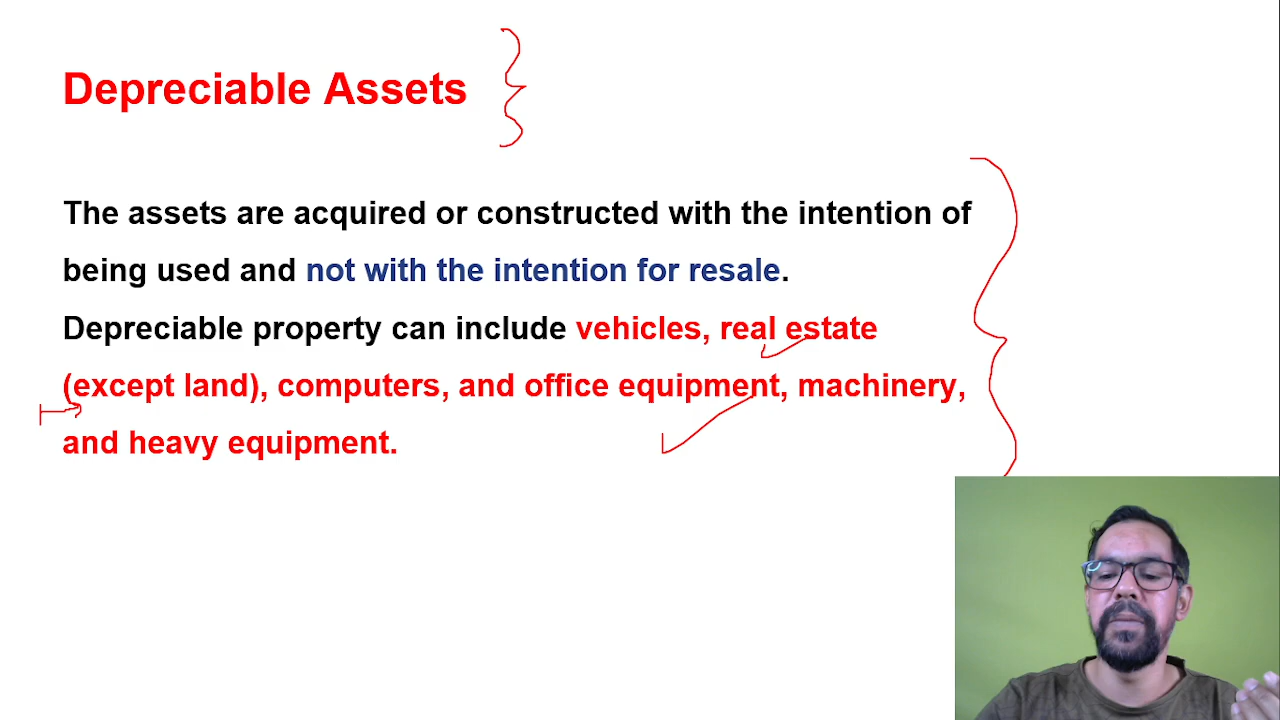 Depreciable Assets
The assets are acquired or constructed with the intention of
being used and not with the intention for resale.
Depreciable property can include vehicles, real estate
(except land), computers, and office equipment, machinery,
and heavy equipment.